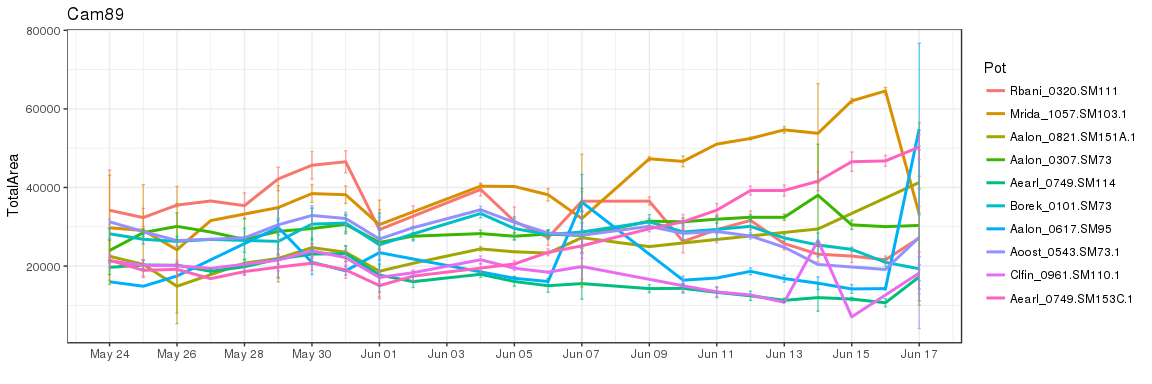 Cam89
80000
60000
40000
20000
TotalArea
May 24
May 26
May 28
May 30
Jun 01
Jun 03
Jun 05
Jun 07
Jun 09
Jun 11
Jun 13
Jun 15
Jun 17
Pot
Rbani_0320.SM111
Mrida_1057.SM103.1
Aalon_0821.SM151A.1
Aalon_0307.SM73
Aearl_0749.SM114
Borek_0101.SM73
Aalon_0617.SM95
Aoost_0543.SM73.1
Clfin_0961.SM110.1
Aearl_0749.SM153C.1